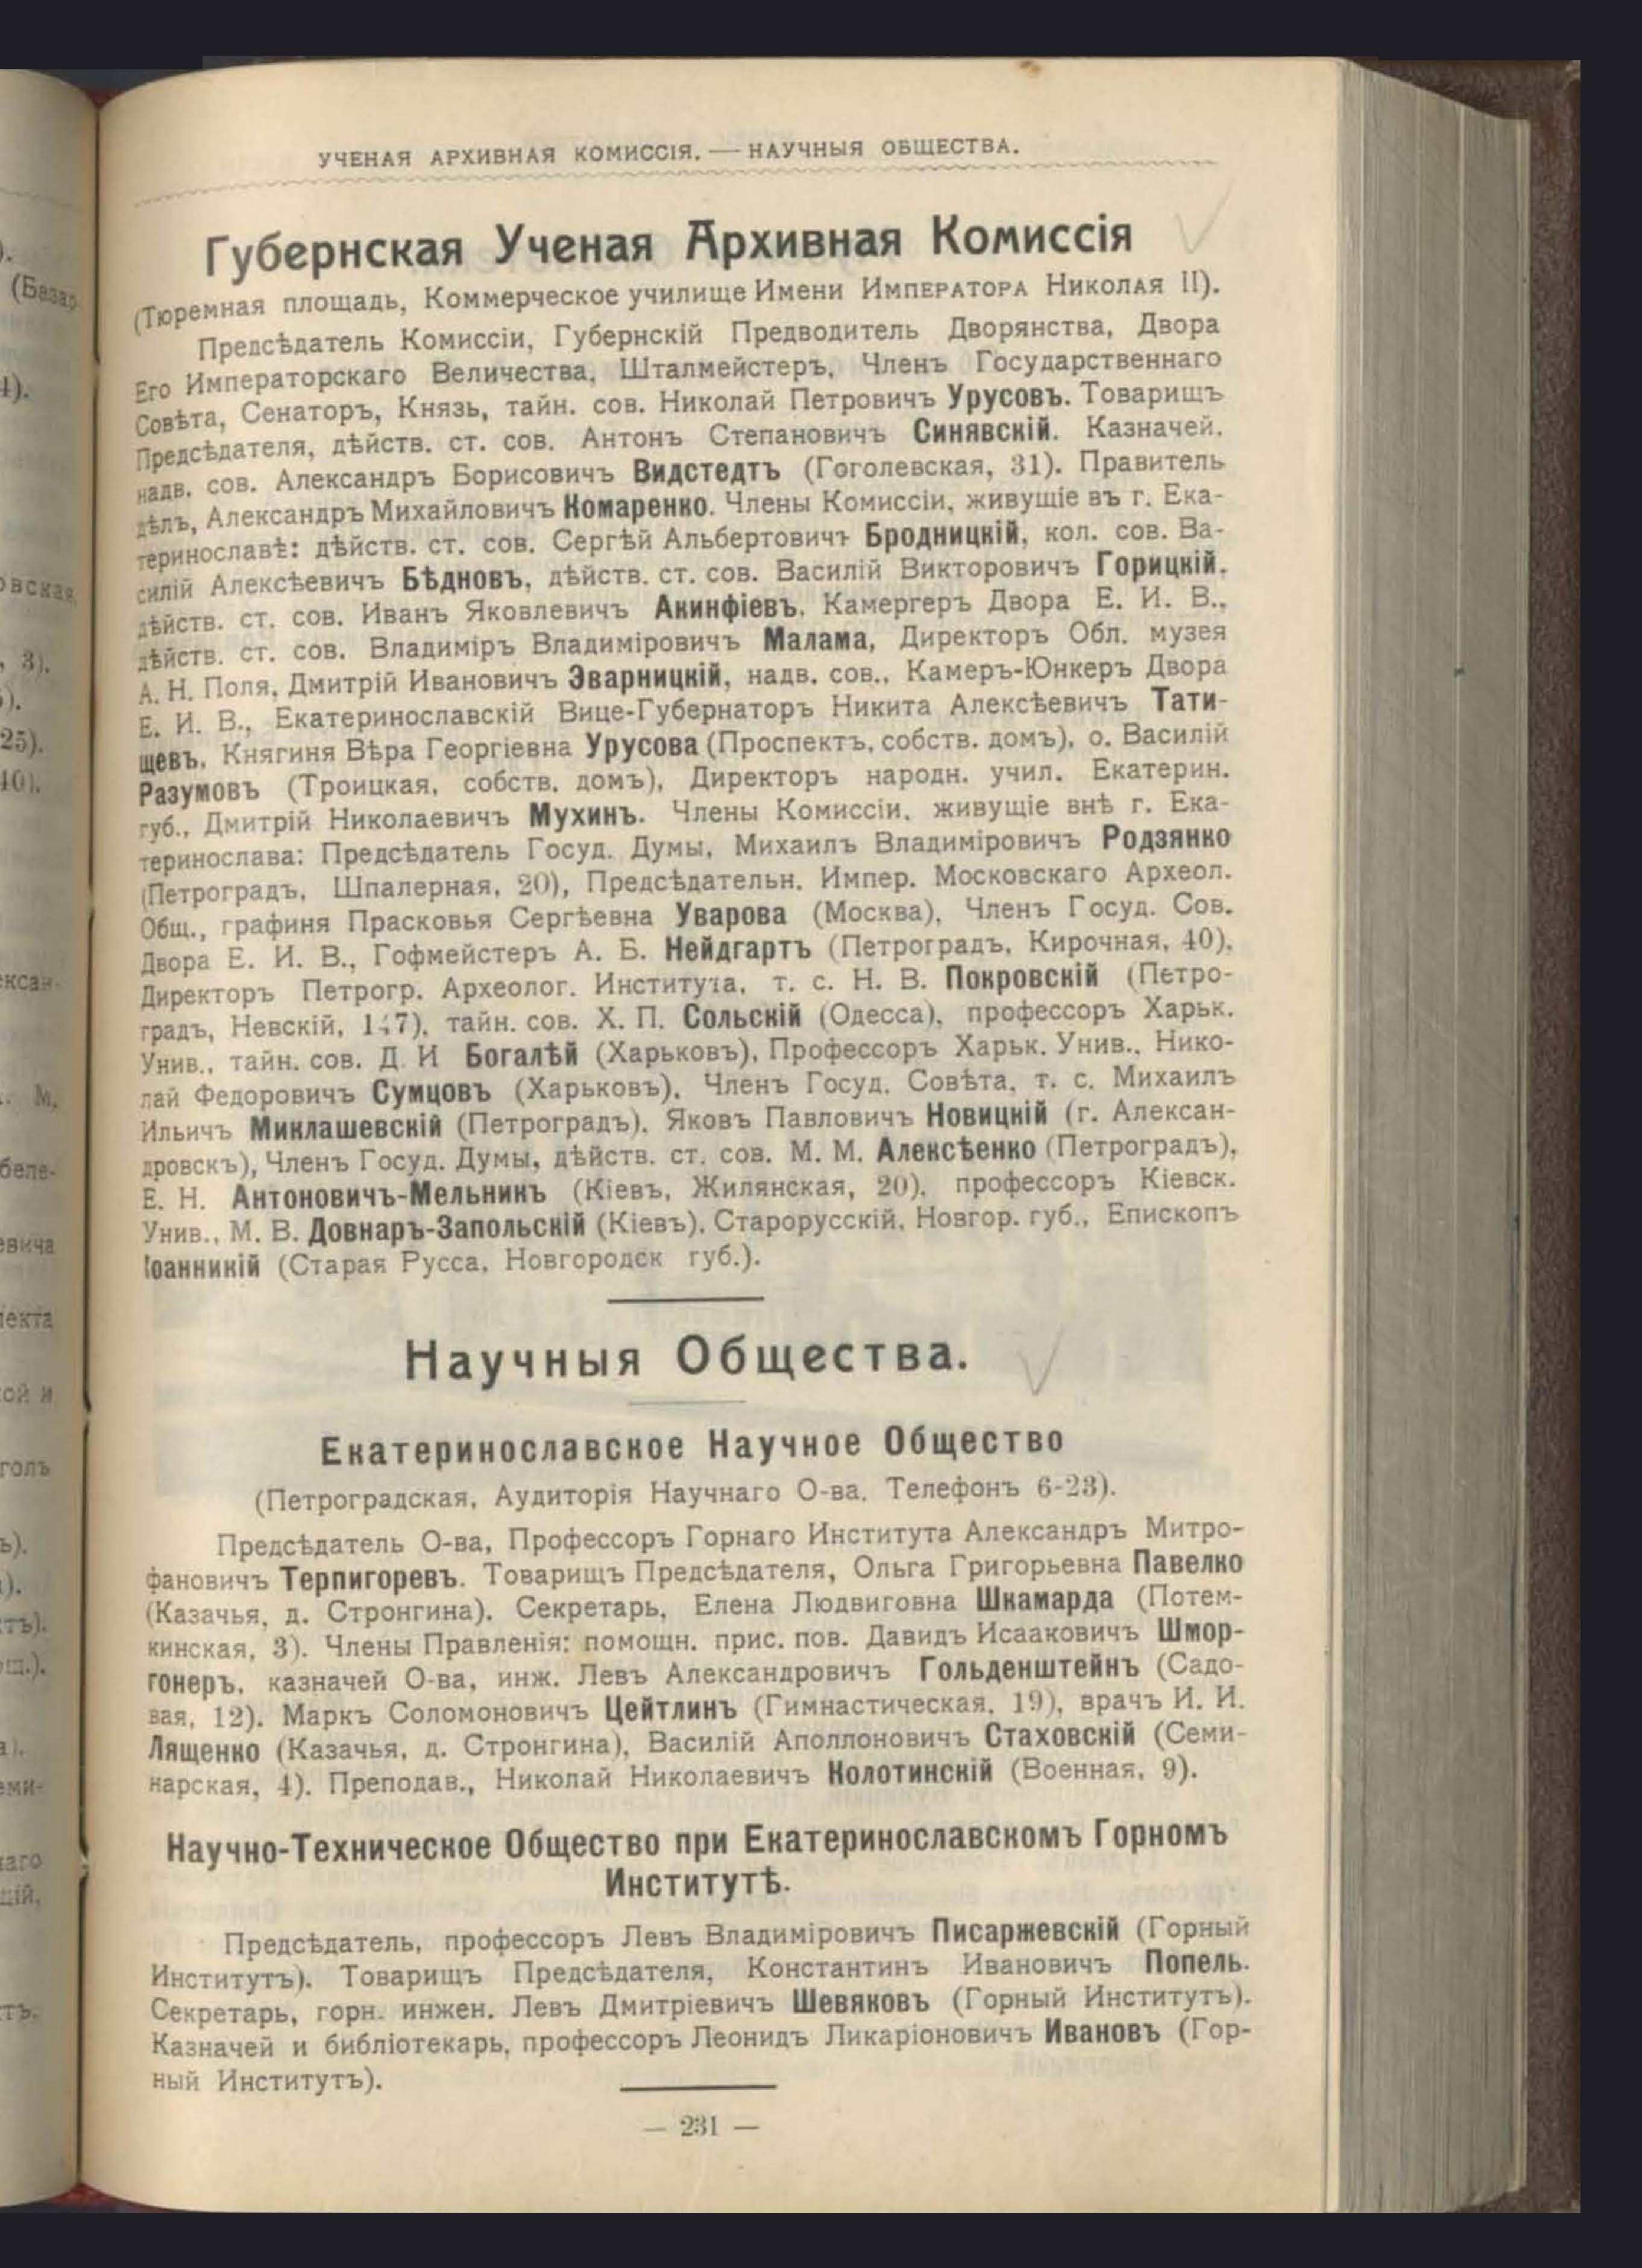 УЧЕНАЯ АРХИВНАЯ КОМИССІЯ. — НАУЧНЫЯ ОБЩЕСТВА.
Губернская Ученая Архивная Комиссія
(Тюремная площадь, Коммерческое училище Имени ИМПЕРАТОРА НИКОЛАЯ II).
Предсѣдатель Комиссіи, Губернскій Предводитель Дворянства, Двора
Его Императорскаго Величества, Шталмейстеръ, Членъ Государственнаго
Совѣта, Сенаторъ, Князь, тайн. сов. Николай Петровичъ Урусовъ. Товарищъ
Предсѣдателя, дѣйств. ст. сов. Антонъ Степановичъ Синявскій. Казначей,
надв. сов. Александръ Борисовичъ Видстедтъ (Гоголевская, 31). Правитель
дѣлъ, Александръ Михайловичъ Комаренко. Члены Комиссіи, живущіе въ г. Ека-
теринославѣ: дѣйств. ст. сов. Сергѣй Альбертовичъ Бродницкій, кол. сов. Ва-
силій Алексѣевичъ Бѣдновъ, дѣйств. ст. сов. Василій Викторовичъ Горицкій,
дѣйств. ст. сов. Иванъ Яковлевичъ Акинфіевъ, Камергеръ Двора Е. И. В.,
дѣйств. ст. сов. Владиміръ Владиміровичъ Малама, Директоръ Обл. музея
А. Н. Поля, Дмитрій Ивановичъ Эварницкій, надв. сов., Камеръ-Юнкеръ Двора
Е. И. В., Екатеринославскій Вице-Губернаторъ Никита Алексѣевичъ Тати-
щевъ, Княгиня Вѣра Георгіевна Урусова (Проспектъ, собств. домъ), о. Василій
Разумовъ (Троицкая, собств. домъ), Директоръ народн. учил. Екатерин.
губ., Дмитрій Николаевичъ Мухинъ. Члены Комиссіи, живущіе внѣ г. Ека-
теринослава: Предсѣдатель Госуд. Думы, Михаилъ Владиміровичъ Родзянко
(Петроградъ, Шпалерная, 20), Предсѣдательн. Импер. Московскаго Археол.
Общ., графиня Прасковья Сергѣевна Уварова (Москва), Членъ Госуд. Сов.
Двора Е. И. В., Гофмейстеръ А. Б. Нейдгартъ (Петроградъ, Кирочная, 40),
Директоръ Петрогр. Археолог. Института, т. с. Н. В. Покровскій (Петро-
градъ, Невскій, тайн. сов. Х. П. Сольскій (Одесса), профессоръ Харьк.
Унив., тайн. сов. Д. И Богалѣй (Харьковъ), Профессоръ Харьк. Унив., Нико-
лай Федоровичъ Сумцовъ (Харьковъ), Членъ Госуд. Совѣта, т. с. Михаилъ
Ильичъ Миклашевскій (Петроградъ), Яковъ Павловичъ Новицкій (г. Алексан-
дровскъ), Членъ Госуд. Думы, дѣйств. ст. сов. М. М. Алексѣенко (Петроградъ),
Е. Н. Антоновичъ-Мельникъ (Кіевъ, Жилянская, 20), профессоръ Кіевск.
Унив., М. В. Довнаръ-Запольскій (Кіевъ), Старорусскій, Новгор. губ., Епископъ
Іоанникій (Старая Русса, Новгородск губ.).
Научныя Общества.
Екатеринославское Научное Общество
(Петроградская, Аудиторія Научнаго О-ва. Телефонъ 6-23).
Предсѣдатель О-ва, Профессоръ Горнаго Института Александръ Митро-
фановичъ Терпигоревъ. Товарищъ Предсѣдателя, Ольга Григорьевна Павелко
(Казачья, д. Стронгина). Секретарь, Елена Людвиговна Шкамарда (Потем-
кинская, 3). Члены Правленія: помощн. прис. пов. Давидъ Исааковичъ Шмор-
гонеръ, казначей О-ва, инж. Левъ Александровичъ Гольденштейнъ (Садо-
вая, 12). Маркъ Соломоновичъ Цейтлинъ (Гимнастическая, 19), врачъ И. И.
Лященко (Казачья, д. Стронгина), Василій Аполлоновичъ Стаховскій (Семи-
нарская, 4). Преподав., Николай Николаевичъ Колотинскій (Военная, 9).
Научно-Техническое Общество при Екатеринославскомъ Горномъ
Институтѣ.
Предсѣдатель, профессоръ Левъ Владиміровичъ Писаржевскій (Горный
Институтъ). Товарищъ Предсѣдателя, Константинъ Ивановичъ Попель.
Секретарь, горн. инжен. Левъ Дмитріевичъ Шевяковъ (Горный Институтъ).
Казначей и библіотекарь, профессоръ Леонидъ Ликаріоновичъ Ивановъ (Гор-
ный Институтъ).
— 231 —